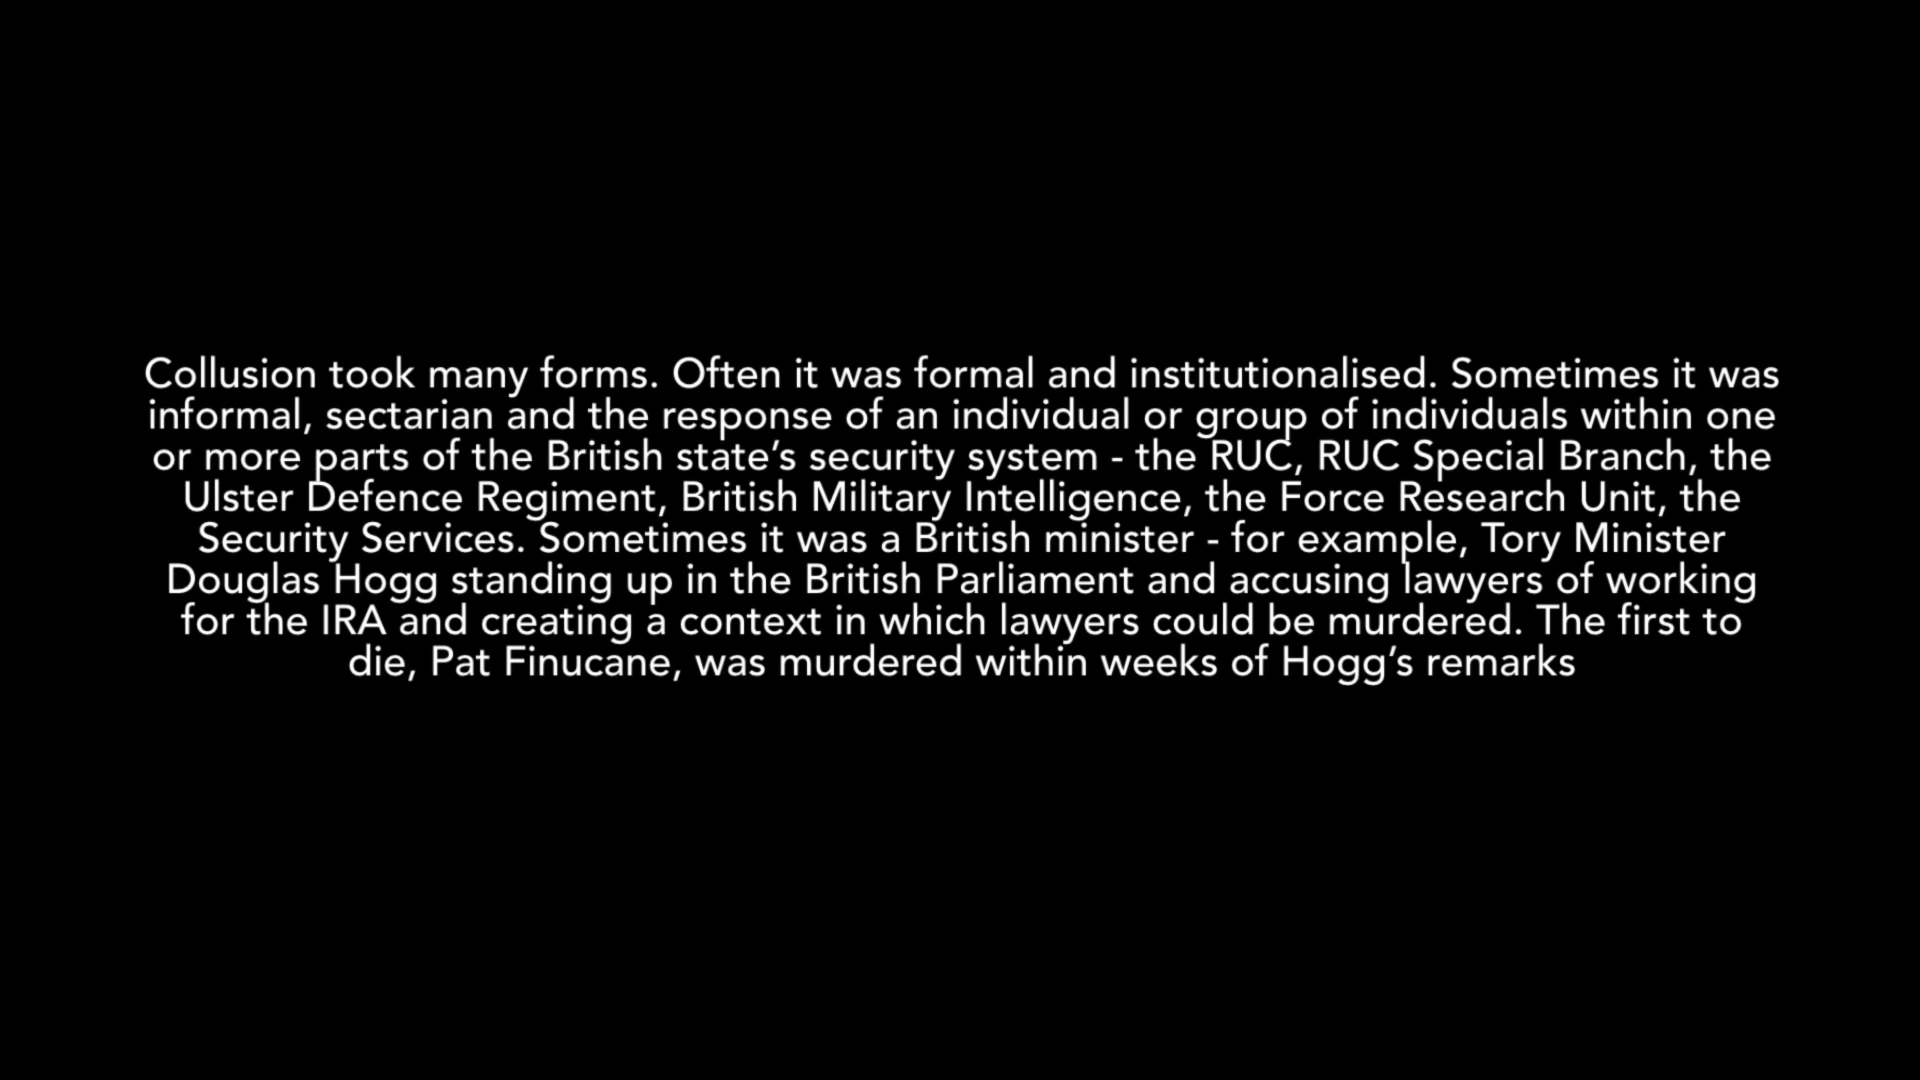 Collusion took many forms. Often it was formal and institutionalised. Sometimes it was
informal, sectarian and the response of an individual or group of individuals within one
or more parts of the British state’s security system - the RUC, RUC Special Branch, the
Ulster Defence Regiment, British Military Intelligence, the Force Research Unit, the
Security Services. Sometimes it was a British minister - for example, Tory Minister
Douglas Hogg standing up in the British Parliament and accusing lawyers of working
for the IRA and creating a context in which lawyers could be murdered. The first to
die, Pat Finucane, was murdered within weeks of Hogg’s remarks